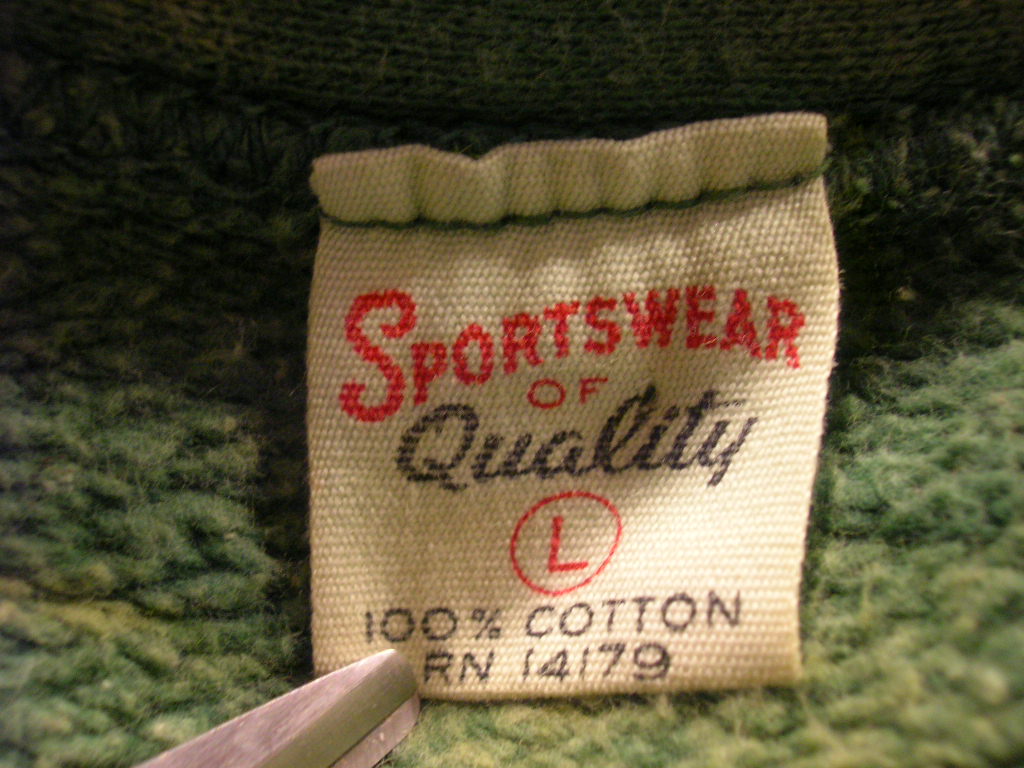 SPORTSWEAR
OF
Quality
L
100% COTTON
RN 14179